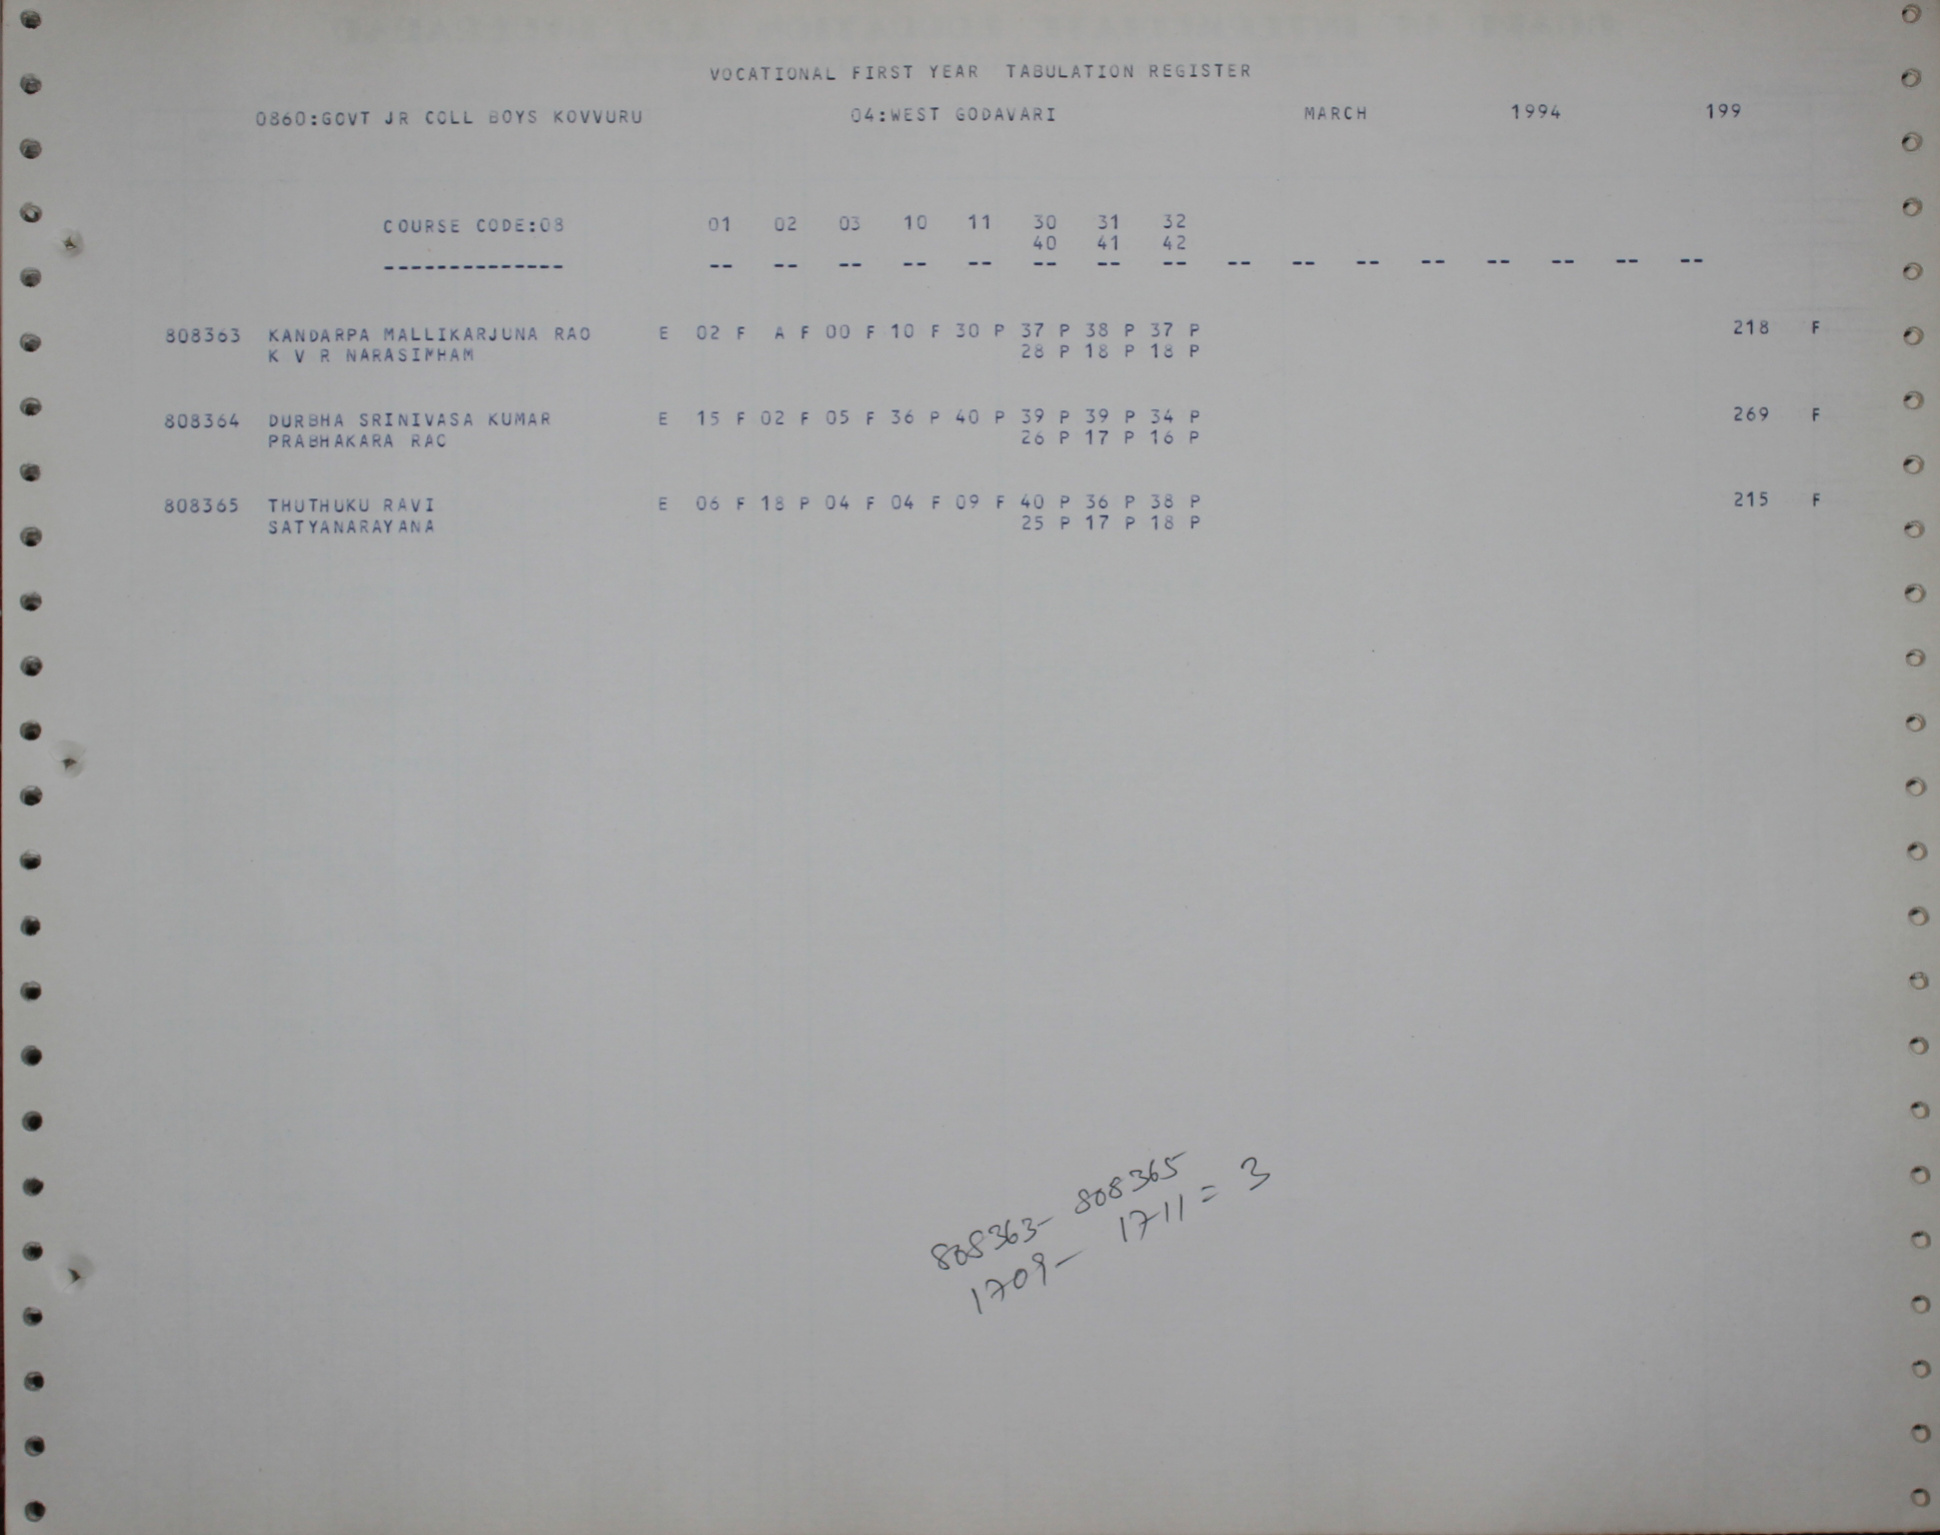 VOCATIONAL FIRST YEAR TABULATION REGISTER
0860:GOVT JR COLL BOYS KOVVURU 04:WEST GODAVARI MARCH 1994 199
COURSE CODE:08 01 02 03 10 11 30 31 32
40 41 42
-------------- -- -- -- -- -- -- -- -- -- -- -- -- -- -- -- --
808363 KANDARPA MALLIKARJUNA RAO E 02 F A F 00 F 10 F 30 P 37 P 38 P 37 P 218 F
K V R NARASIMHAM 28 P 18 P 18 P
808364 DURBHA SRINIVASA KUMAR E 15 F 02 F 05 F 36 P 40 P 39 P 39 P 34 P 269 F
PRABHAKARA RAO 26 P 17 P 16 P
808365 THUTHUKU RAVI E 06 F 18 P 04 F 04 F 09 F 40 P 36 P 38 P 215 F
SATYANARAYANA 25 P 17 P 18 P
808363- 808365
1709- 1711 = 3